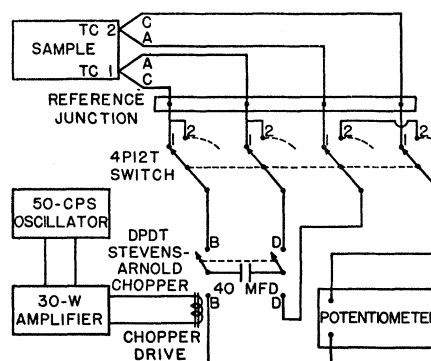 TC 2
C
A
SAMPLE
TC 1
A
C
REFERENCE
JUNCTION
1
2
1
2
1
2
1
2
4P12T
SWITCH
50-CPS
OSCILLATOR
DPDT
STEVENS-
ARNOLD
CHOPPER
B
D
40 MFD
B
D
30-W
AMPLIFIER
CHOPPER
DRIVE
POTENTIOMETE